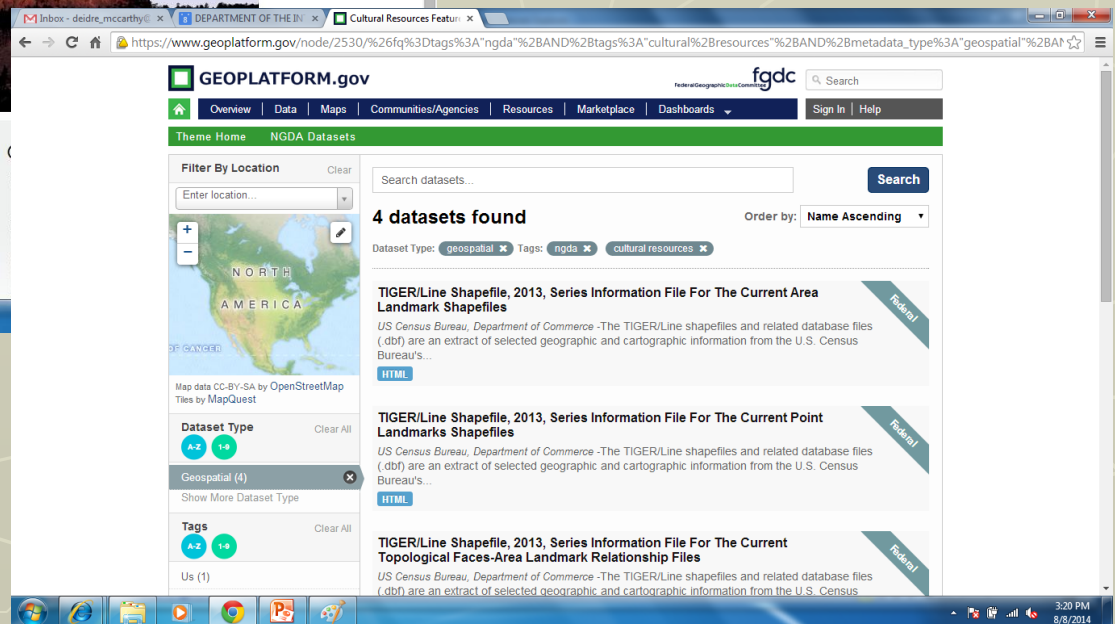 Inbox - deidre_mccarthy@
DEPARTMENT OF THE IN
Cultural Resources Featur
https://www.geoplatform.gov/node/2530/%26fq%3Dtags%3A"ngda"%2BAND%2Btags%3A"cultural%2Bresources"%2BAND%2Bmetadata_type%3A"geospatial"%2BAN
GEOPLATFORM.gov
fgdc
Federal Geographic Data Committee
Search
Overview | Data | Maps | Communities/Agencies | Resources | Marketplace | Dashboards
Sign In | Help
Theme Home NGDA Datasets
Filter By Location Clear
Enter location...
+
−
NORTH
AMERICA
OF CANCER
Map data CC-BY-SA by OpenStreetMap
Tiles by MapQuest
Dataset Type Clear All
A-Z 1-9
Geospatial (4)
Show More Dataset Type
Tags Clear All
A-Z 1-9
Us (1)
Search datasets...
Search
4 datasets found
Order by: Name Ascending
Dataset Type: geospatial Tags: ngda cultural resources
TIGER/Line Shapefile, 2013, Series Information File For The Current Area
Landmark Shapefiles
Federal
US Census Bureau, Department of Commerce -The TIGER/Line shapefiles and related database files
(.dbf) are an extract of selected geographic and cartographic information from the U.S. Census
Bureau's...
HTML
TIGER/Line Shapefile, 2013, Series Information File For The Current Point
Landmarks Shapefiles
Federal
US Census Bureau, Department of Commerce -The TIGER/Line shapefiles and related database files
(.dbf) are an extract of selected geographic and cartographic information from the U.S. Census
Bureau's...
HTML
TIGER/Line Shapefile, 2013, Series Information File For The Current
Topological Faces-Area Landmark Relationship Files
Federal
US Census Bureau, Department of Commerce -The TIGER/Line shapefiles and related database files
(.dbf) are an extract of selected geographic and cartographic information from the U.S. Census
3:20 PM
8/8/2014